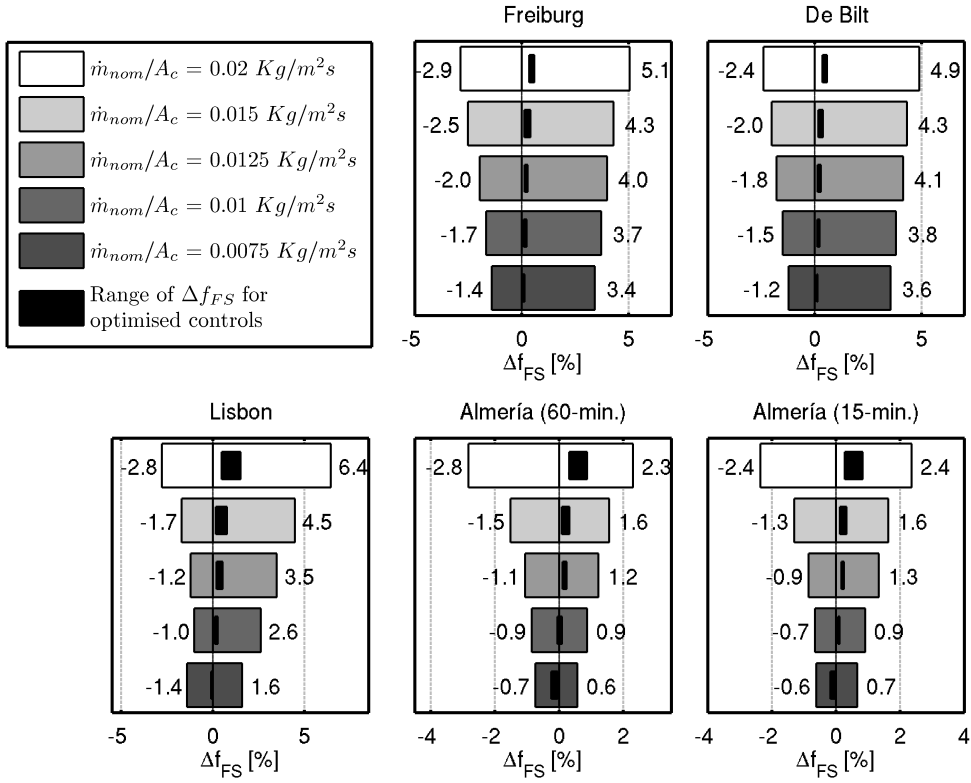 ṁnom/Ac = 0.02 Kg/m²s
ṁnom/Ac = 0.015 Kg/m²s
ṁnom/Ac = 0.0125 Kg/m²s
ṁnom/Ac = 0.01 Kg/m²s
ṁnom/Ac = 0.0075 Kg/m²s
Range of ΔfFS for
optimised controls
Freiburg
-2.9 5.1
-2.5 4.3
-2.0 4.0
-1.7 3.7
-1.4 3.4
-5 0 5
ΔfFS [%]
De Bilt
-2.4 4.9
-2.0 4.3
-1.8 4.1
-1.5 3.8
-1.2 3.6
-5 0 5
ΔfFS [%]
Lisbon
-2.8 6.4
-1.7 4.5
-1.2 3.5
-1.0 2.6
-1.4 1.6
-5 0 5
ΔfFS [%]
Almería (60-min.)
-2.8 2.3
-1.5 1.6
-1.1 1.2
-0.9 0.9
-0.7 0.6
-4 -2 0 2
ΔfFS [%]
Almería (15-min.)
-2.4 2.4
-1.3 1.6
-0.9 1.3
-0.7 0.9
-0.6 0.7
4 -2 0 2 4
ΔfFS [%]